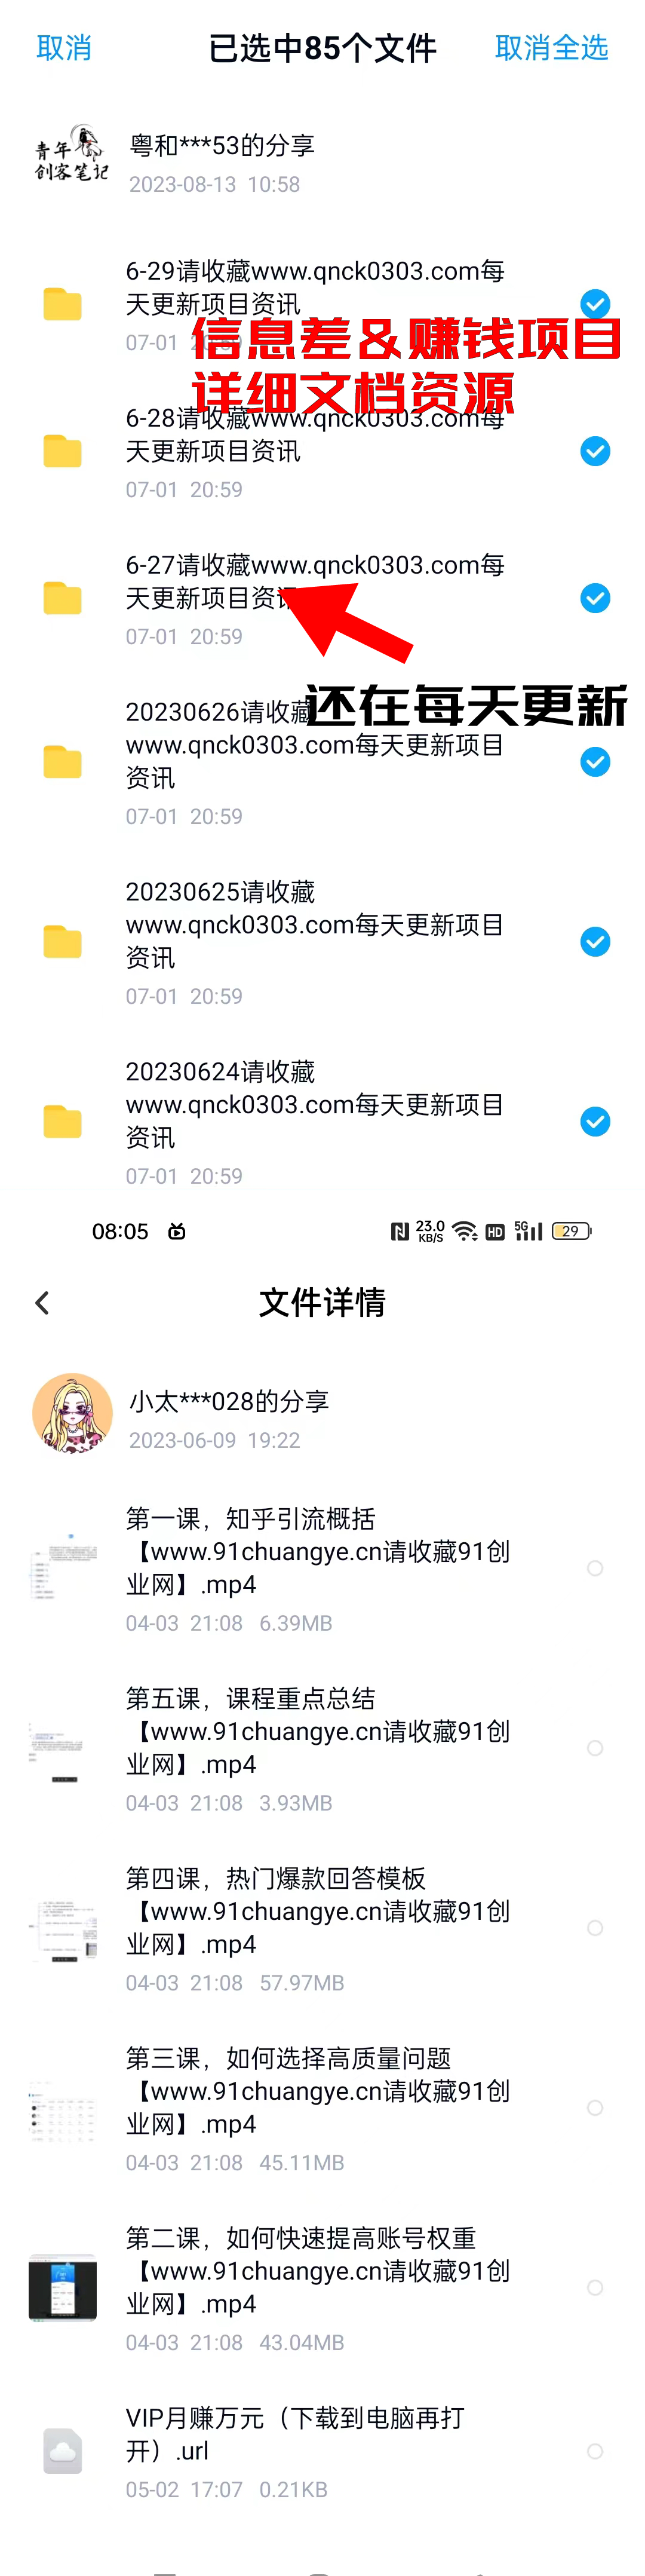 取消
已选中85个文件
取消全选
青年
创客笔记
粤和***53的分享
2023-08-13 10:58
6-29请收藏www.qnck0303.com每
天更新项目资讯
07-01 20:59
信息差&赚钱项目
详细文档资源
6-28请收藏www.qnck0303.com每
天更新项目资讯
07-01 20:59
6-27请收藏www.qnck0303.com每
天更新项目资讯
07-01 20:59
还在每天更新
20230626请收藏
www.qnck0303.com每天更新项目
资讯
07-01 20:59
20230625请收藏
www.qnck0303.com每天更新项目
资讯
07-01 20:59
20230624请收藏
www.qnck0303.com每天更新项目
资讯
07-01 20:59
08:05
23.0
KB/S
HD
5G
29
文件详情
小太***028的分享
2023-06-09 19:22
第一课，知乎引流概括
【www.91chuangye.cn请收藏91创
业网】.mp4
04-03 21:08 6.39MB
第五课，课程重点总结
【www.91chuangye.cn请收藏91创
业网】.mp4
04-03 21:08 3.93MB
第四课，热门爆款回答模板
【www.91chuangye.cn请收藏91创
业网】.mp4
04-03 21:08 57.97MB
第三课，如何选择高质量问题
【www.91chuangye.cn请收藏91创
业网】.mp4
04-03 21:08 45.11MB
第二课，如何快速提高账号权重
【www.91chuangye.cn请收藏91创
业网】.mp4
04-03 21:08 43.04MB
VIP月赚万元（下载到电脑再打
开）.url
05-02 17:07 0.21KB